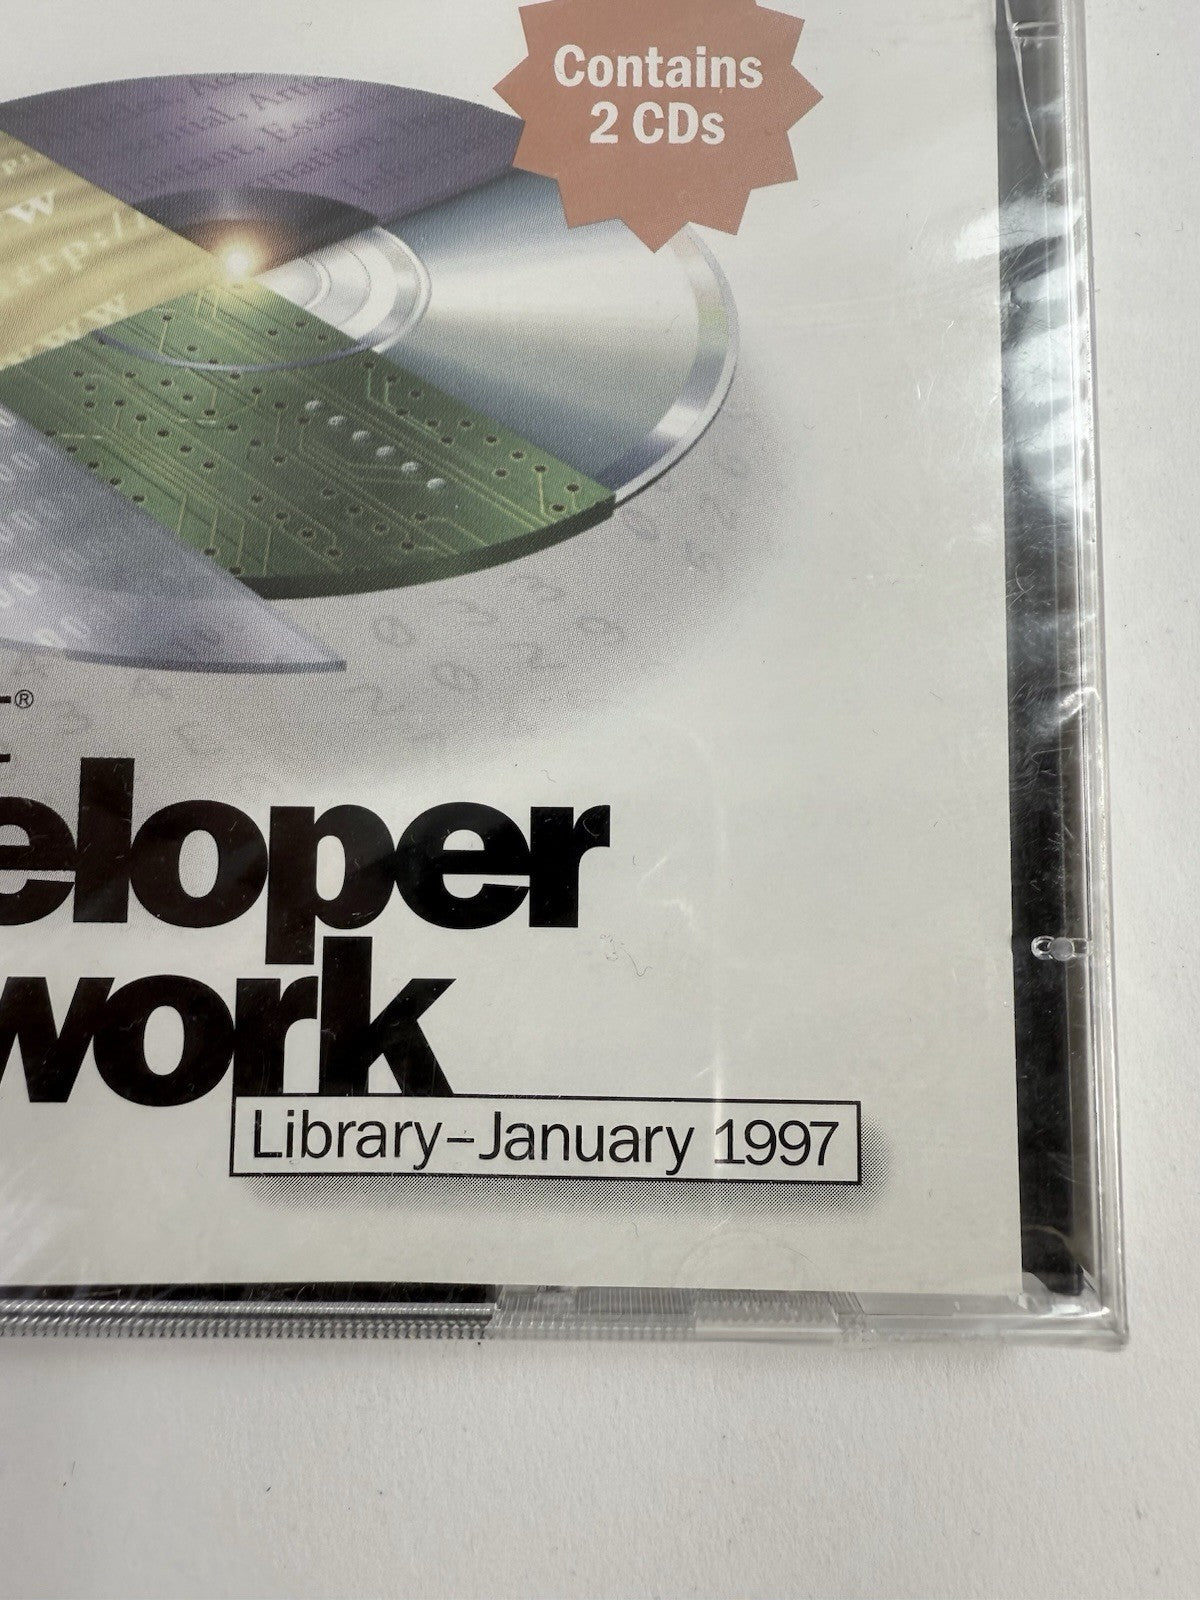 Contains
2 CDs
®
eloper
work
Library–January 1997